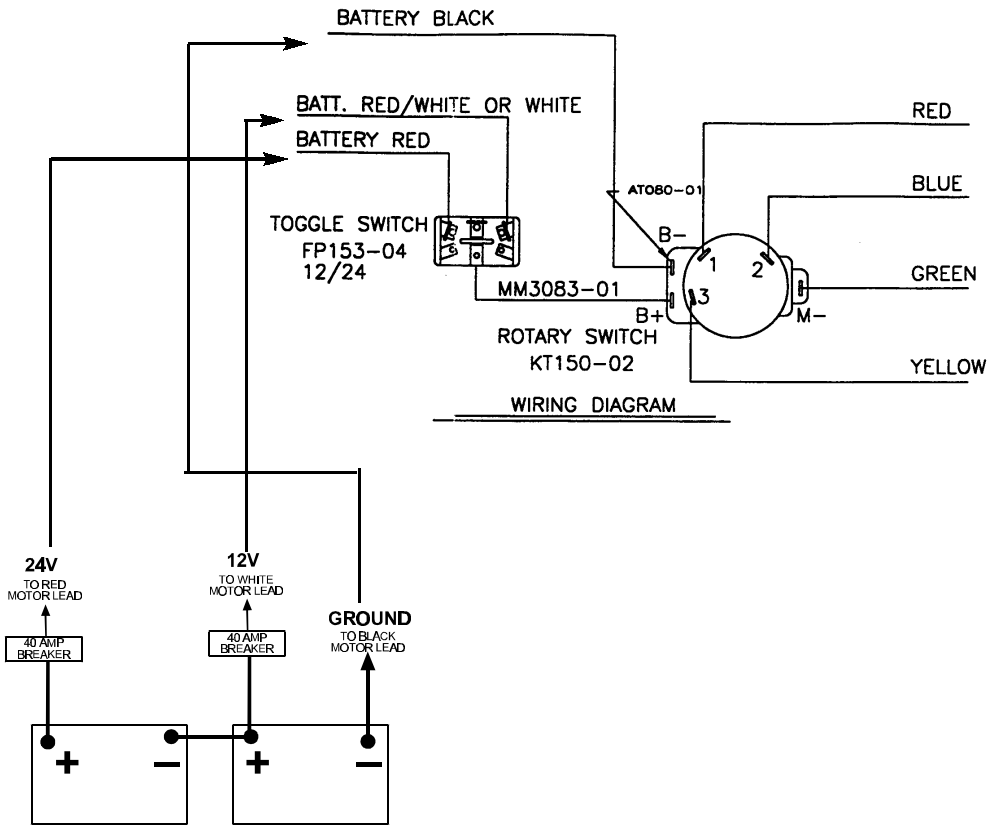 BATTERY BLACK
BATT. RED/WHITE OR WHITE
BATTERY RED
RED
AT080-01
BLUE
TOGGLE SWITCH
FP153-04
12/24
B-
1
2
GREEN
MM3083-01
3
B+
M-
ROTARY SWITCH
KT150-02
YELLOW
WIRING DIAGRAM
24V
TO RED
MOTOR LEAD
40 AMP
BREAKER
12V
TO WHITE
MOTOR LEAD
40 AMP
BREAKER
GROUND
TO BLACK
MOTOR LEAD
+
−
+
−